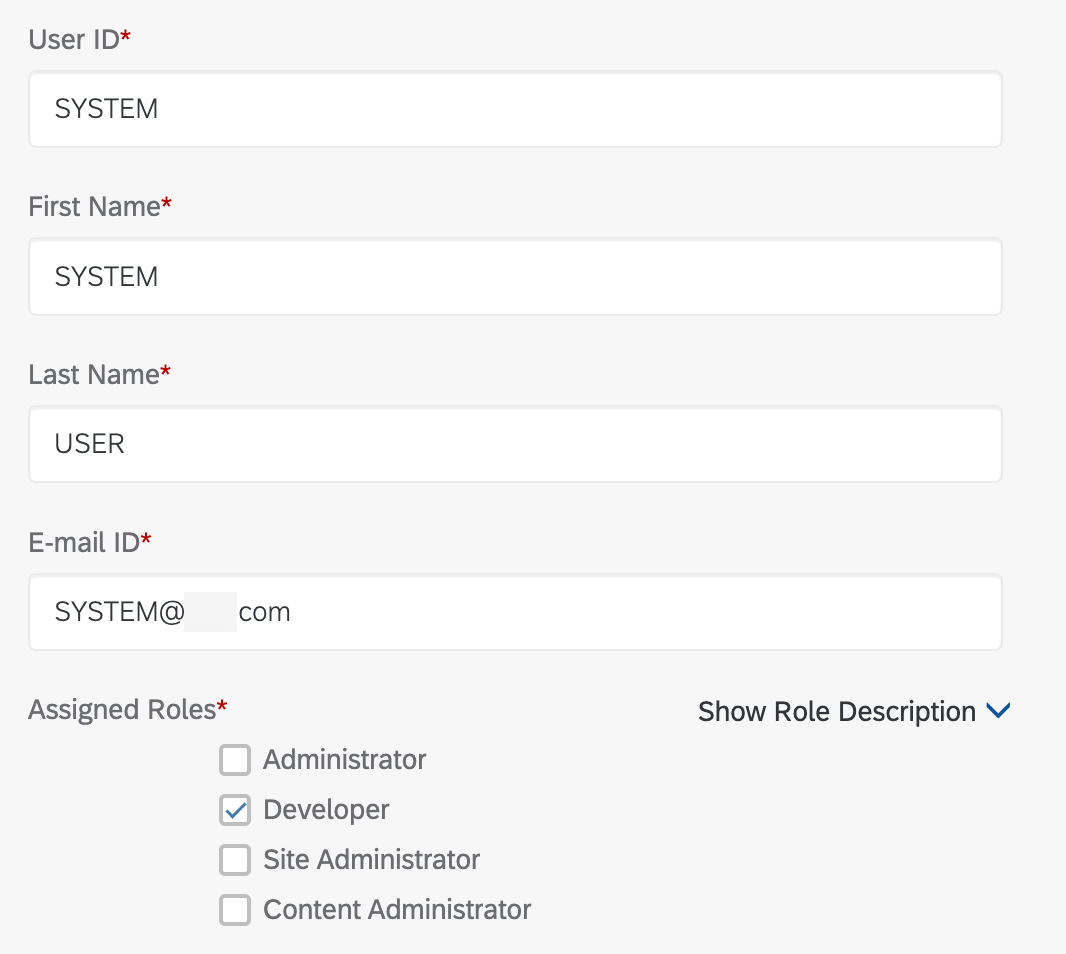 User ID*
SYSTEM
First Name*
SYSTEM
Last Name*
USER
E-mail ID*
SYSTEM@ com
Assigned Roles*
Show Role Description
Administrator
Developer
Site Administrator
Content Administrator